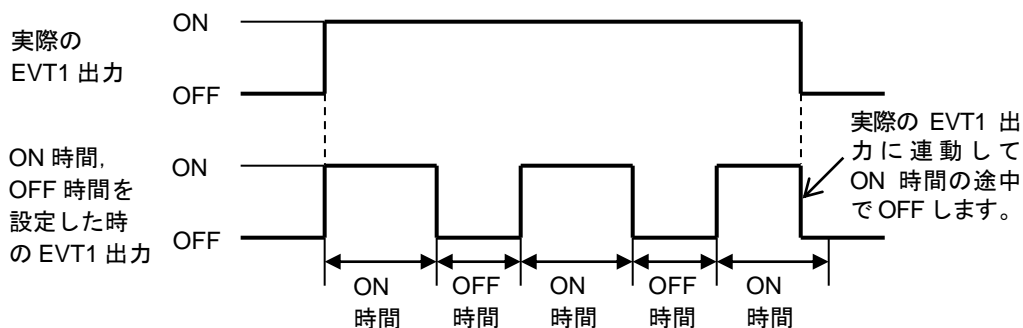 実際の
EVT1 出力
ON
OFF
ON 時間,
OFF 時間を
設定した時
の EVT1 出力
ON
OFF
実際の EVT1 出
力に連動して
ON 時間の途中
で OFF します。
ON
時間
OFF
時間
ON
時間
OFF
時間
ON
時間